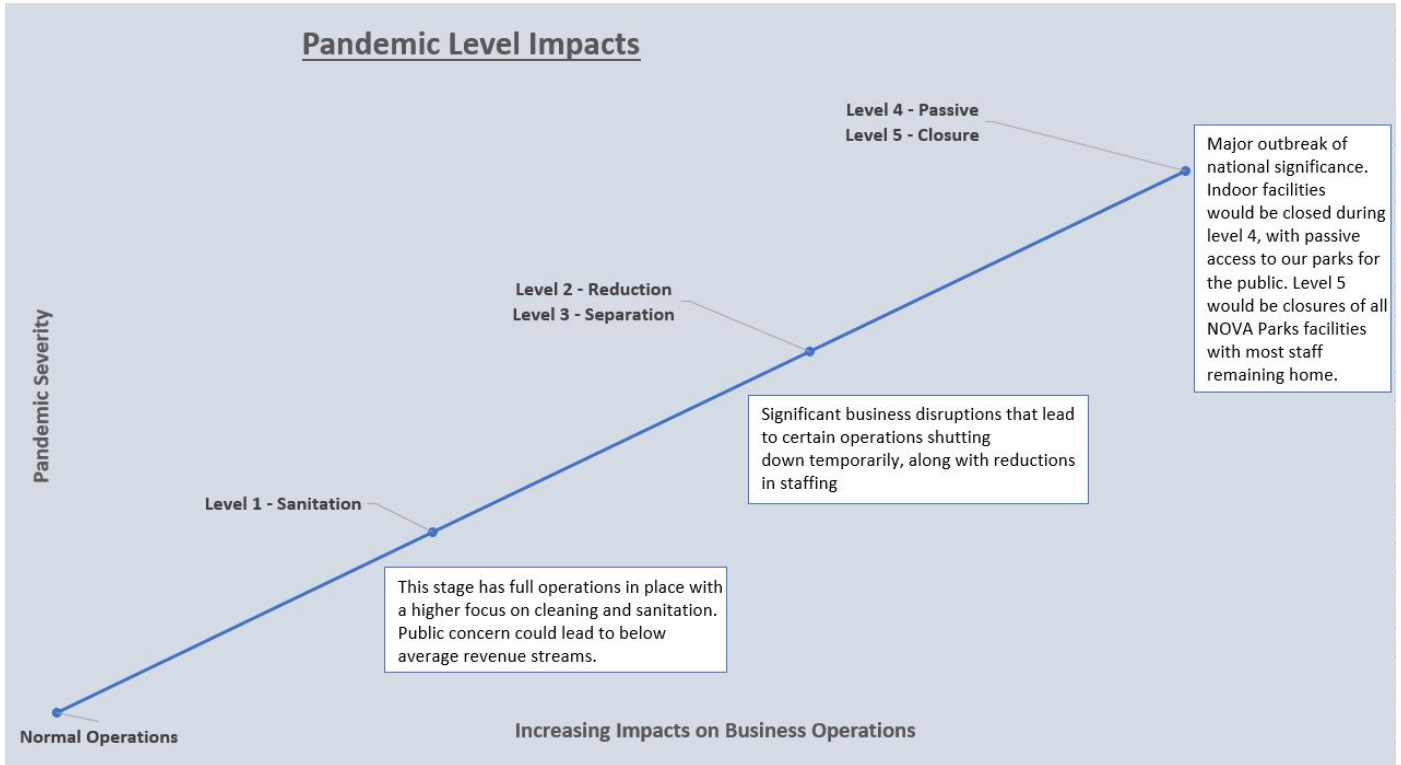 Pandemic Level Impacts
Level 4 - Passive
Level 5 - Closure
Major outbreak of
national significance.
Indoor facilities
would be closed during
level 4, with passive
access to our parks for
the public. Level 5
would be closures of all
NOVA Parks facilities
with most staff
remaining home.
Level 2 - Reduction
Level 3 - Separation
Significant business disruptions that lead
to certain operations shutting
down temporarily, along with reductions
in staffing
Pandemic Severity
Level 1 - Sanitation
This stage has full operations in place with
a higher focus on cleaning and sanitation.
Public concern could lead to below
average revenue streams.
Normal Operations
Increasing Impacts on Business Operations